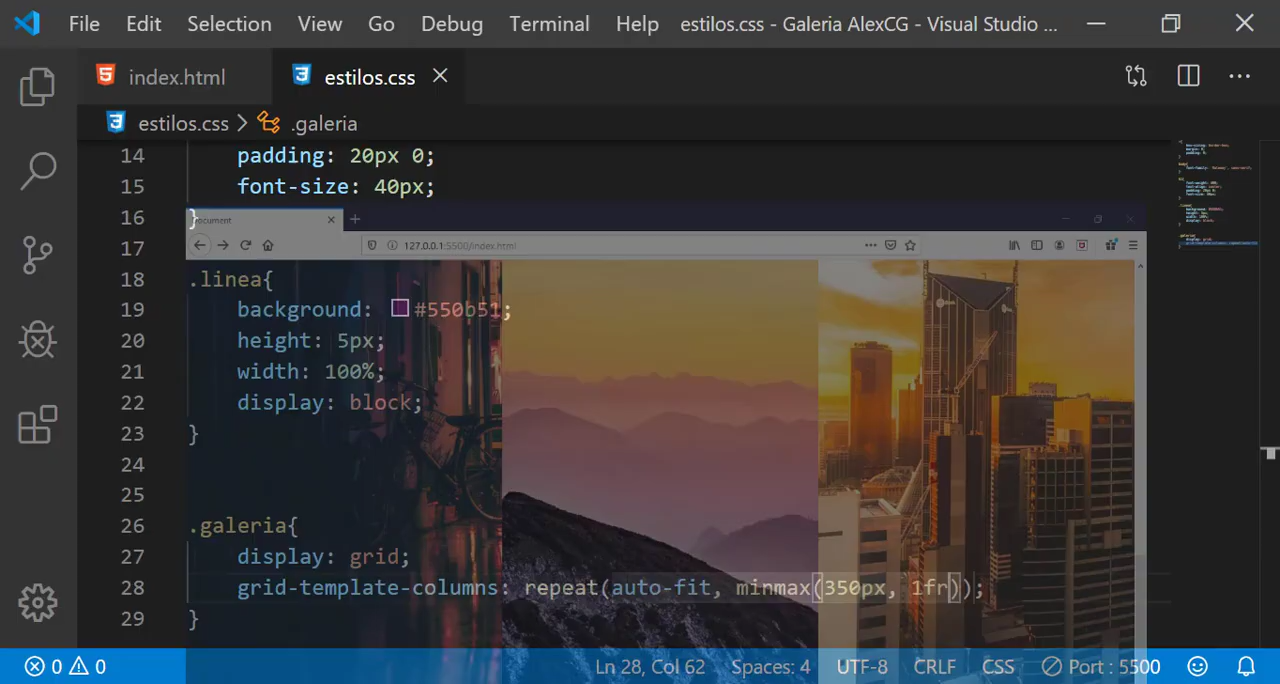 File Edit Selection View Go Debug Terminal Help estilos.css - Galeria AlexCG - Visual Studio ...
index.html estilos.css
estilos.css > .galeria
14 padding: 20px 0;
15 font-size: 40px;
16 }
Document
17
127.0.0.1:5500/index.html
18 .linea{
19 background: #550b51;
20 height: 5px;
21 width: 100%;
22 display: block;
23 }
24
25
26 .galeria{
27 display: grid;
28 grid-template-columns: repeat(auto-fit, minmax(350px, 1fr));
29 }
0 0 Ln 28, Col 62 Spaces: 4 UTF-8 CRLF CSS Port : 5500